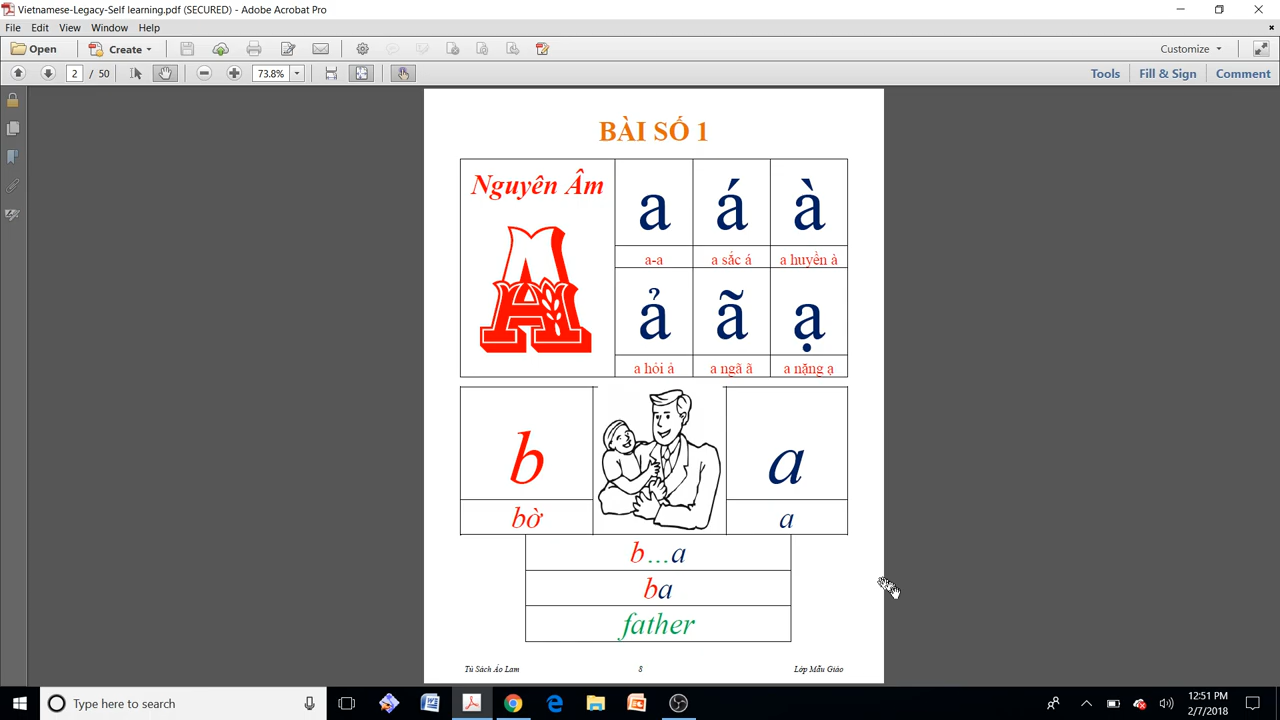 Vietnamese-Legacy-Self learning.pdf (SECURED) - Adobe Acrobat Pro
File Edit View Window Help
Open Create Customize
2 / 50 73.8% Tools Fill & Sign Comment
BÀI SỐ 1
Nguyên Âm
A
a á à
a-a a sắc á a huyền à
ả ã ạ
a hỏi ả a ngã ã a nặng ạ
b a
bờ a
b...a
ba
father
Tủ Sách Áo Lam 8 Lớp Mẫu Giáo
Type here to search
12:51 PM
2/7/2018